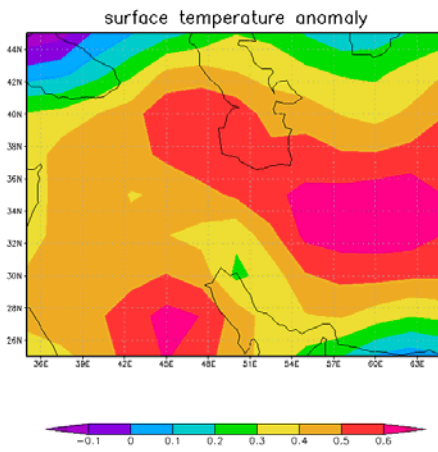 surface temperature anomaly
44N
42N
40N
38N
36N
34N
32N
30N
28N
26N
36E 39E 42E 45E 48E 51E 54E 57E 60E 63E
-0.1 0 0.1 0.2 0.3 0.4 0.5 0.6